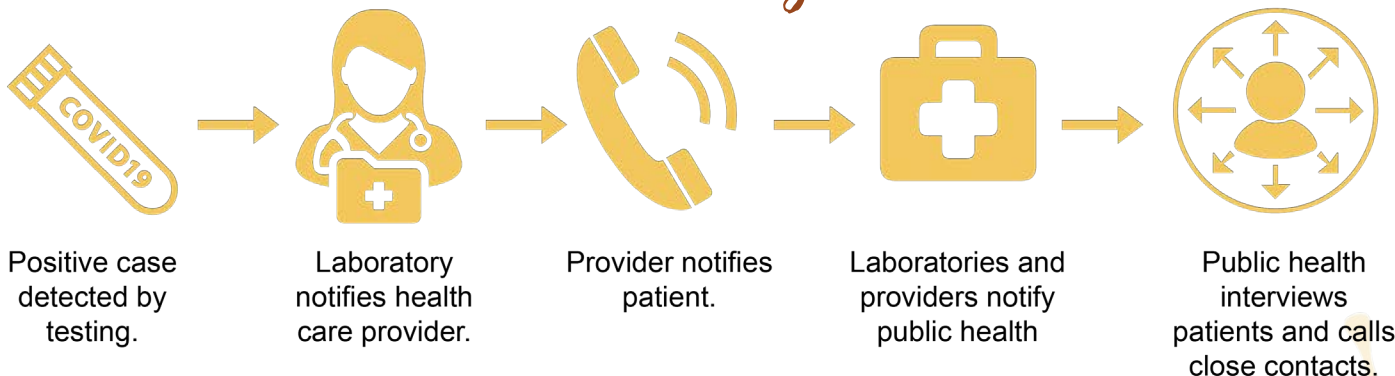 COVID19
Positive case
detected by
testing.
Laboratory
notifies health
care provider.
Provider notifies
patient.
Laboratories and
providers notify
public health
Public health
interviews
patients and calls
close contacts.